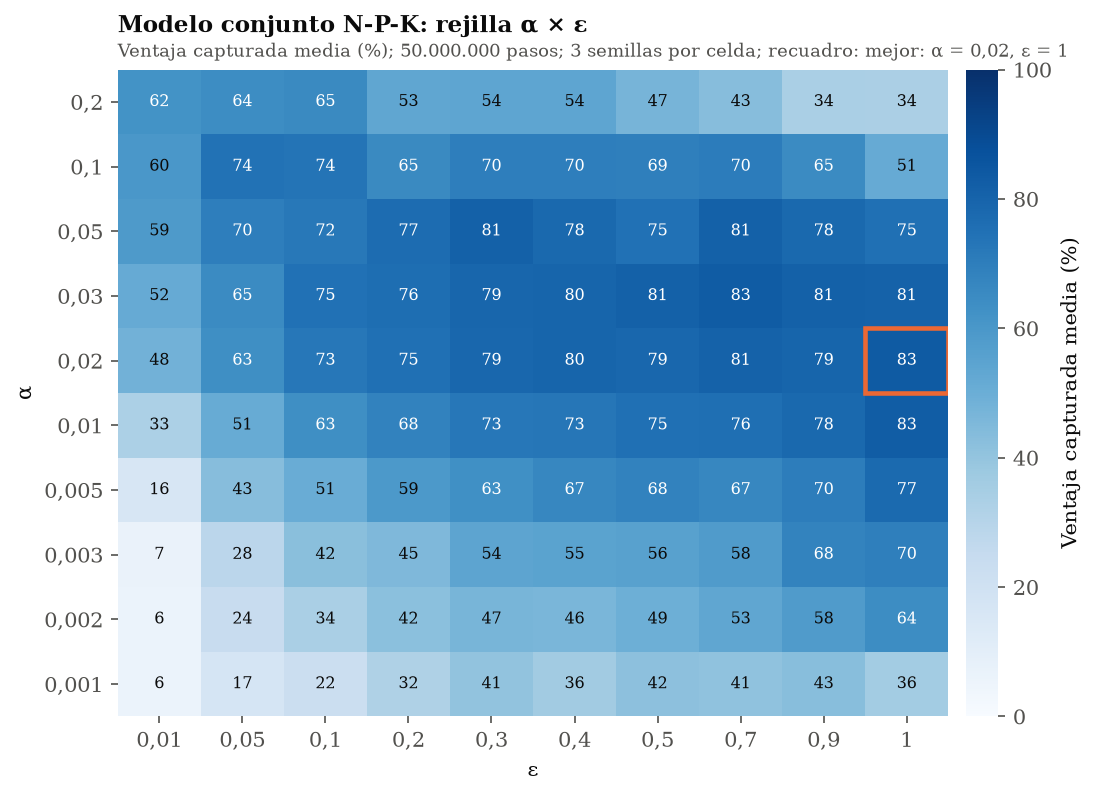 Modelo conjunto N-P-K: rejilla α × ε
Ventaja capturada media (%); 50.000.000 pasos; 3 semillas por celda; recuadro: mejor: α = 0,02, ε = 1
0,2 62 64 65 53 54 54 47 43 34 34
0,1 60 74 74 65 70 70 69 70 65 51
0,05 59 70 72 77 81 78 75 81 78 75
0,03 52 65 75 76 79 80 81 83 81 81
0,02 48 63 73 75 79 80 79 81 79 83
0,01 33 51 63 68 73 73 75 76 78 83
0,005 16 43 51 59 63 67 68 67 70 77
0,003 7 28 42 45 54 55 56 58 68 70
0,002 6 24 34 42 47 46 49 53 58 64
0,001 6 17 22 32 41 36 42 41 43 36
0,01 0,05 0,1 0,2 0,3 0,4 0,5 0,7 0,9 1
ε
α
100
80
60
40
20
0
Ventaja capturada media (%)